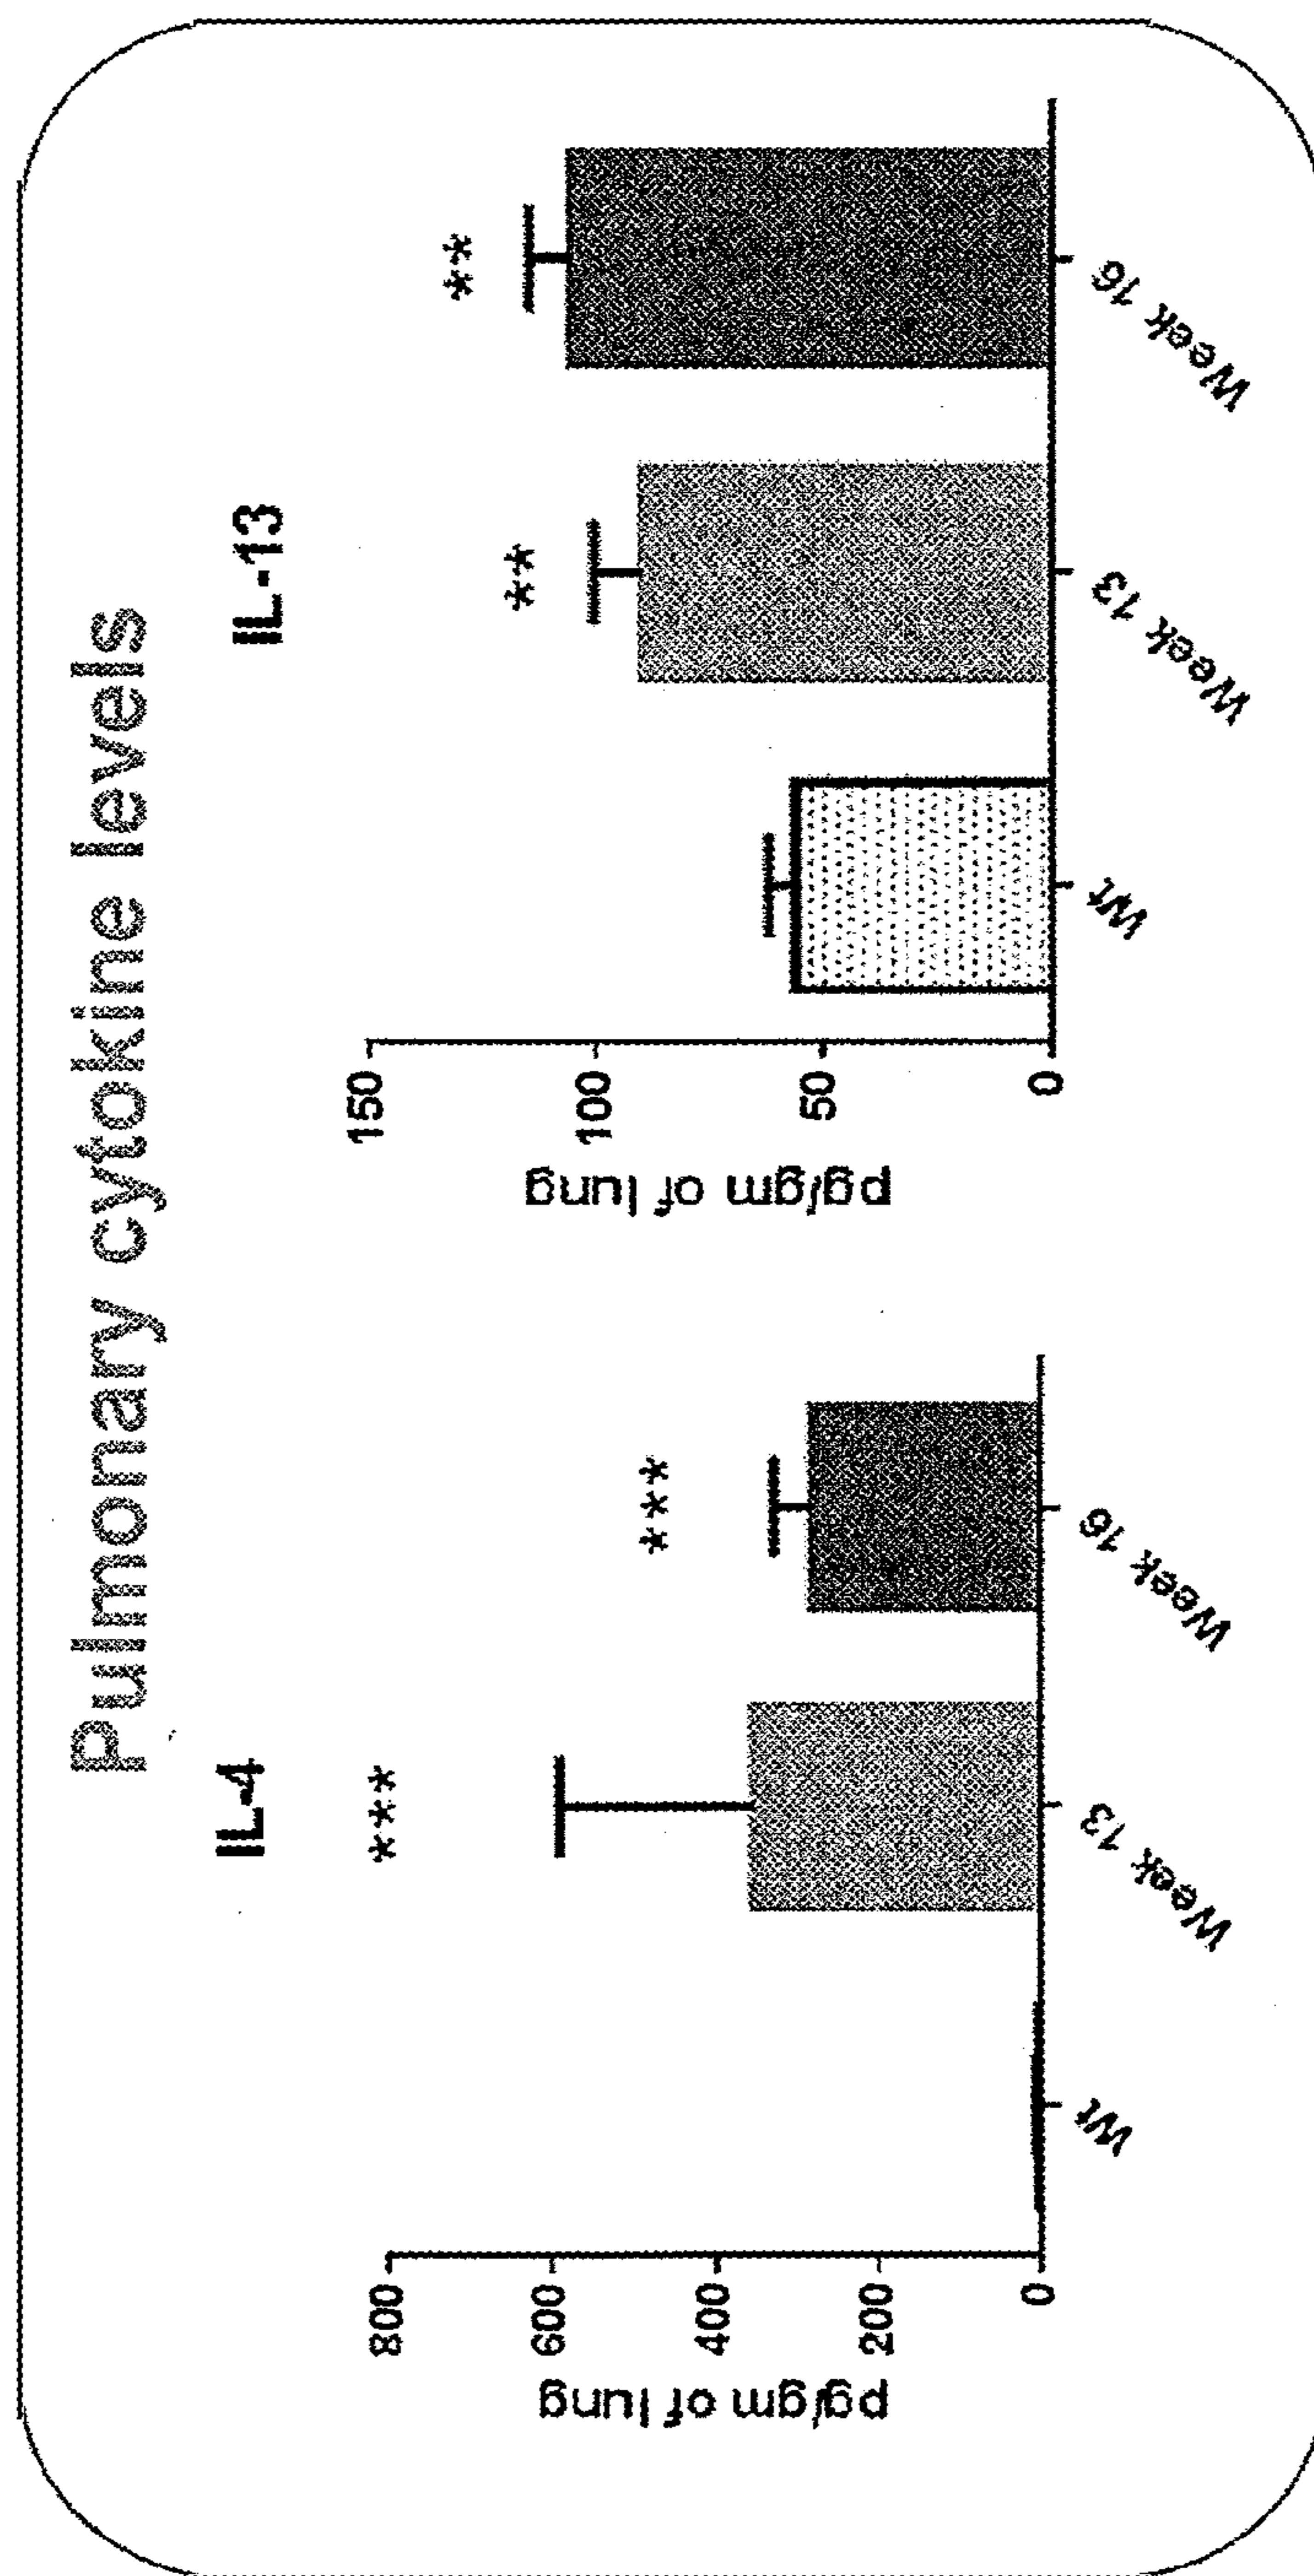 Pulmonary cytokine levels
IL-4
***
***
800
600
400
200
0
pg/gm of lung
Wt
Week 13
Week 16
IL-13
**
**
150
100
50
0
pg/gm of lung
Wt
Week 13
Week 16